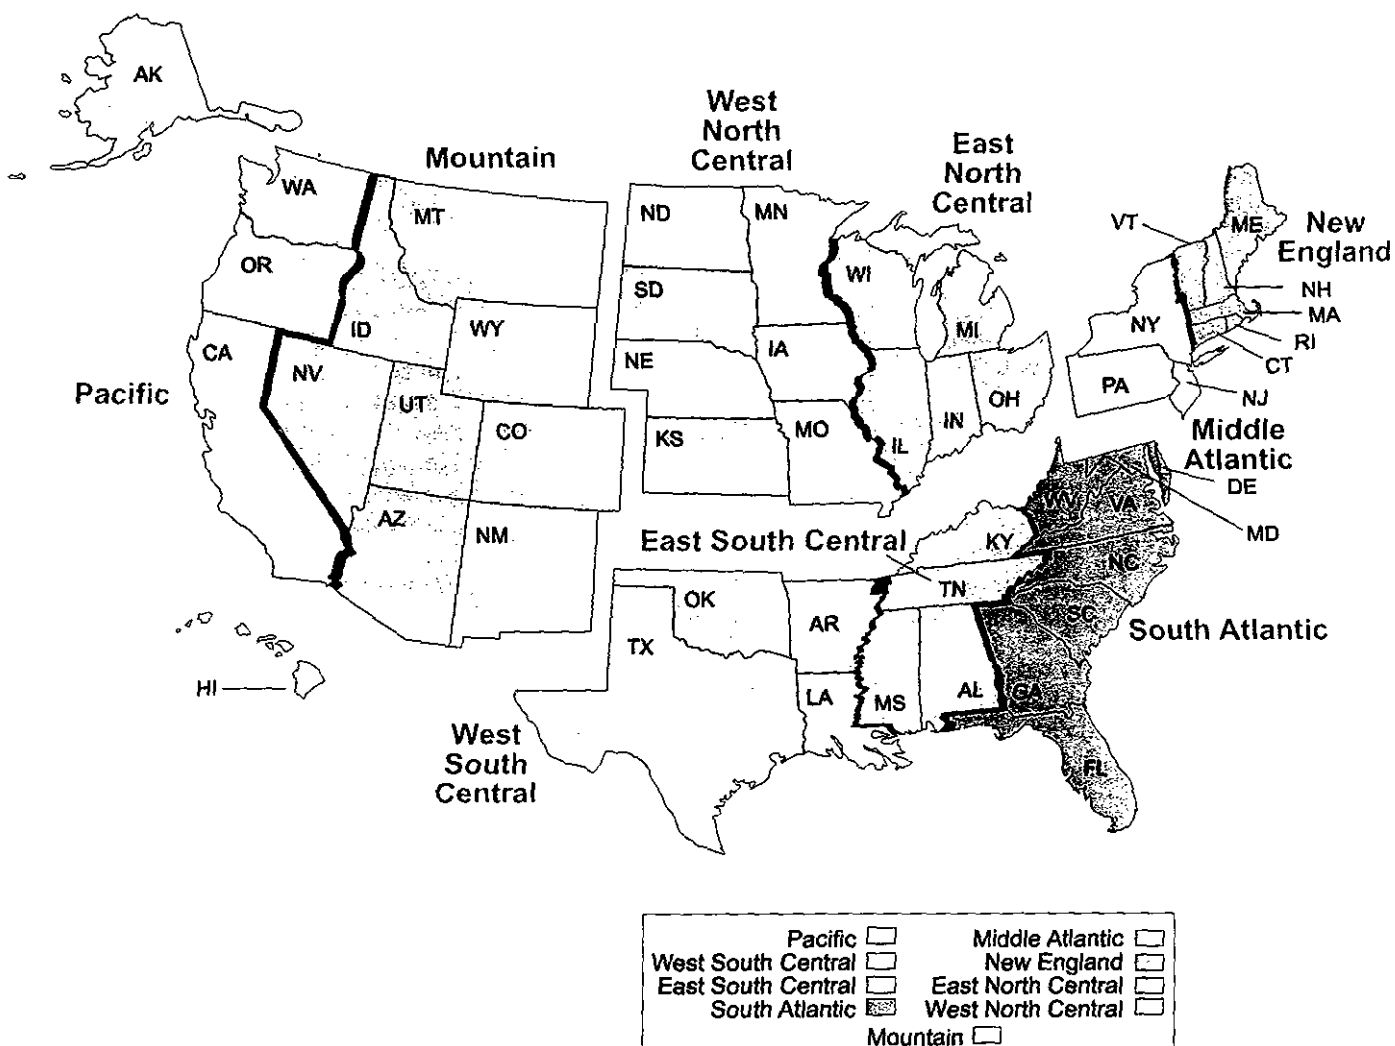 AK
West
North
Central
East
North
Central
Mountain
WA
MT
ND
MN
VT
ME
New
England
OR
WI
SD
NH
MA
ID
WY
NY
MI
RI
CA
NV
NE
IA
CT
Pacific
UT
PA
OH
NJ
CO
KS
MO
IN
IL
Middle
Atlantic
DE
WV
VA
AZ
NM
East South Central
KY
MD
NC
TN
OK
AR
SC
South Atlantic
TX
HI
LA
MS
AL
GA
West
South
Central
FL
Pacific
Middle Atlantic
West South Central
New England
East South Central
East North Central
South Atlantic
West North Central
Mountain